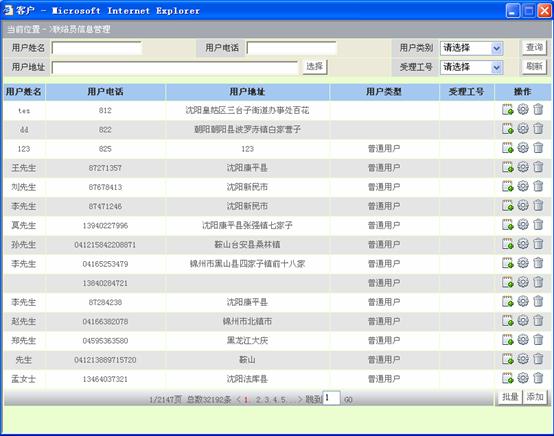 客户 - Microsoft Internet Explorer
当前位置->联络员信息管理
用户姓名 用户电话 用户类别 请选择 查询
用户地址 选择 受理工号 请选择 刷新
用户姓名 用户电话 用户地址 用户类型 受理工号 操作
tes 812 沈阳皇姑区三台子街道办事处百花
dd 822 朝阳朝阳县波罗赤镇白家营子
123 825 123 普通用户
王先生 87271357 沈阳康平县 普通用户
刘先生 87678413 沈阳新民市 普通用户
李先生 87471246 沈阳新民市 普通用户
莫先生 13940227996 沈阳康平县张强镇七家子 普通用户
孙先生 041215842208871 鞍山台安县桑林镇 普通用户
李先生 04165253479 锦州市黑山县四家子镇前十八家 普通用户
13840284721 普通用户
李先生 87284238 沈阳康平县 普通用户
赵先生 04166382078 锦州市北镇市 普通用户
郑先生 04595363580 黑龙江大庆 普通用户
先生 041213889715720 鞍山 普通用户
孟女士 13464037321 沈阳法库县 普通用户
1/2147页 总数32192条 < 1. 2.3.4.5...> 跳到 1 GO 批量 添加